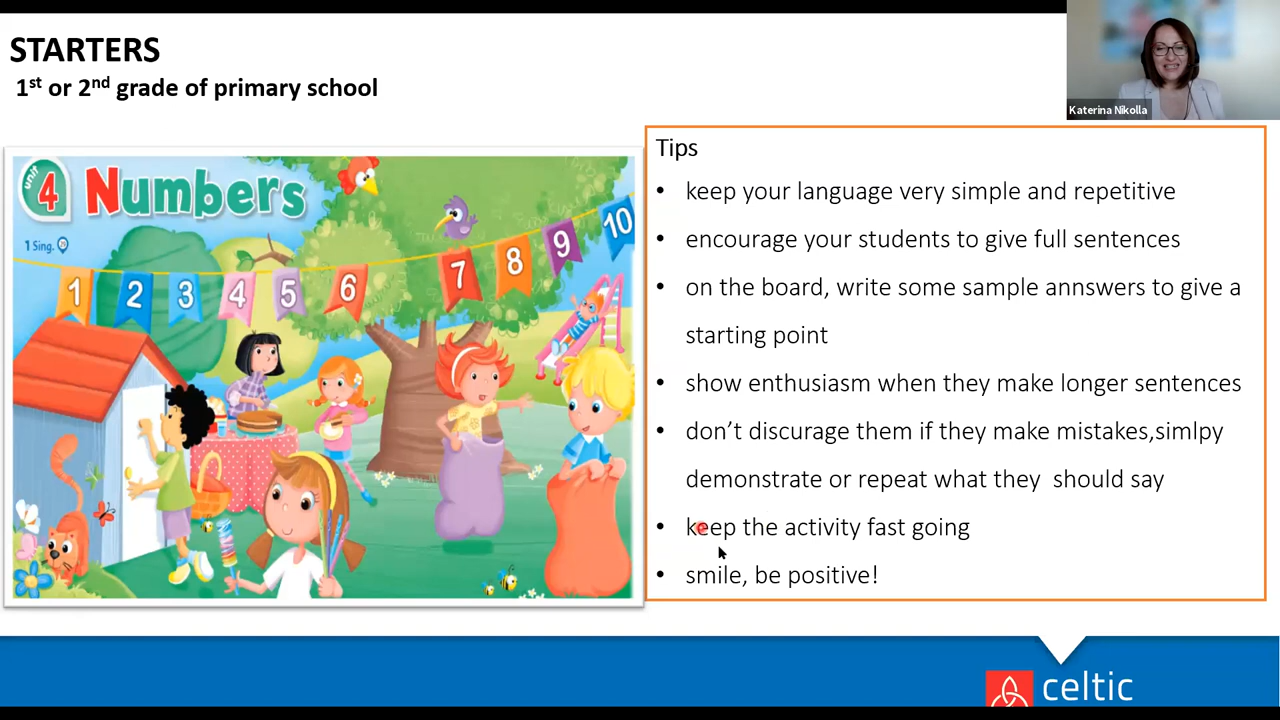 STARTERS
1st or 2nd grade of primary school
Katerina Nikolla
unit
4 Numbers
1 Sing.
1 2 3 4 5 6 7 8 9 10
Tips
• keep your language very simple and repetitive
• encourage your students to give full sentences
• on the board, write some sample annswers to give a
starting point
• show enthusiasm when they make longer sentences
• don’t discurage them if they make mistakes,simlpy
demonstrate or repeat what they should say
• keep the activity fast going
• smile, be positive!
celtic